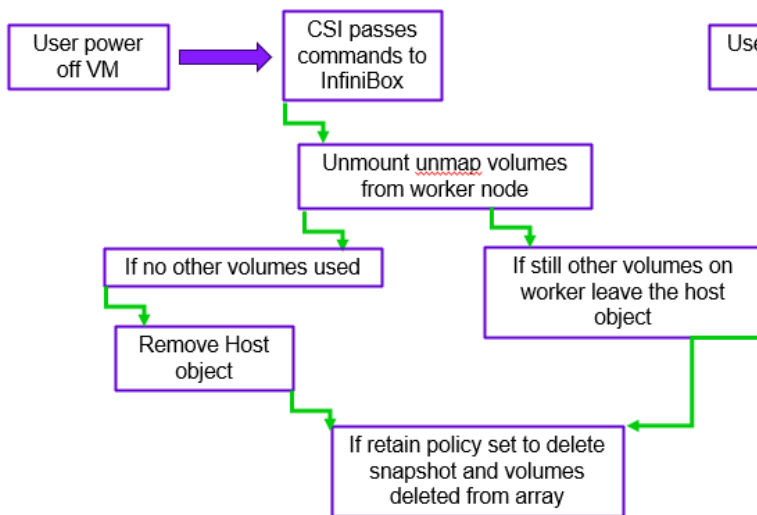 User power
off VM
CSI passes
commands to
InfiniBox
Use
Unmount unmap volumes
from worker node
If no other volumes used
If still other volumes on
worker leave the host
object
Remove Host
object
If retain policy set to delete
snapshot and volumes
deleted from array